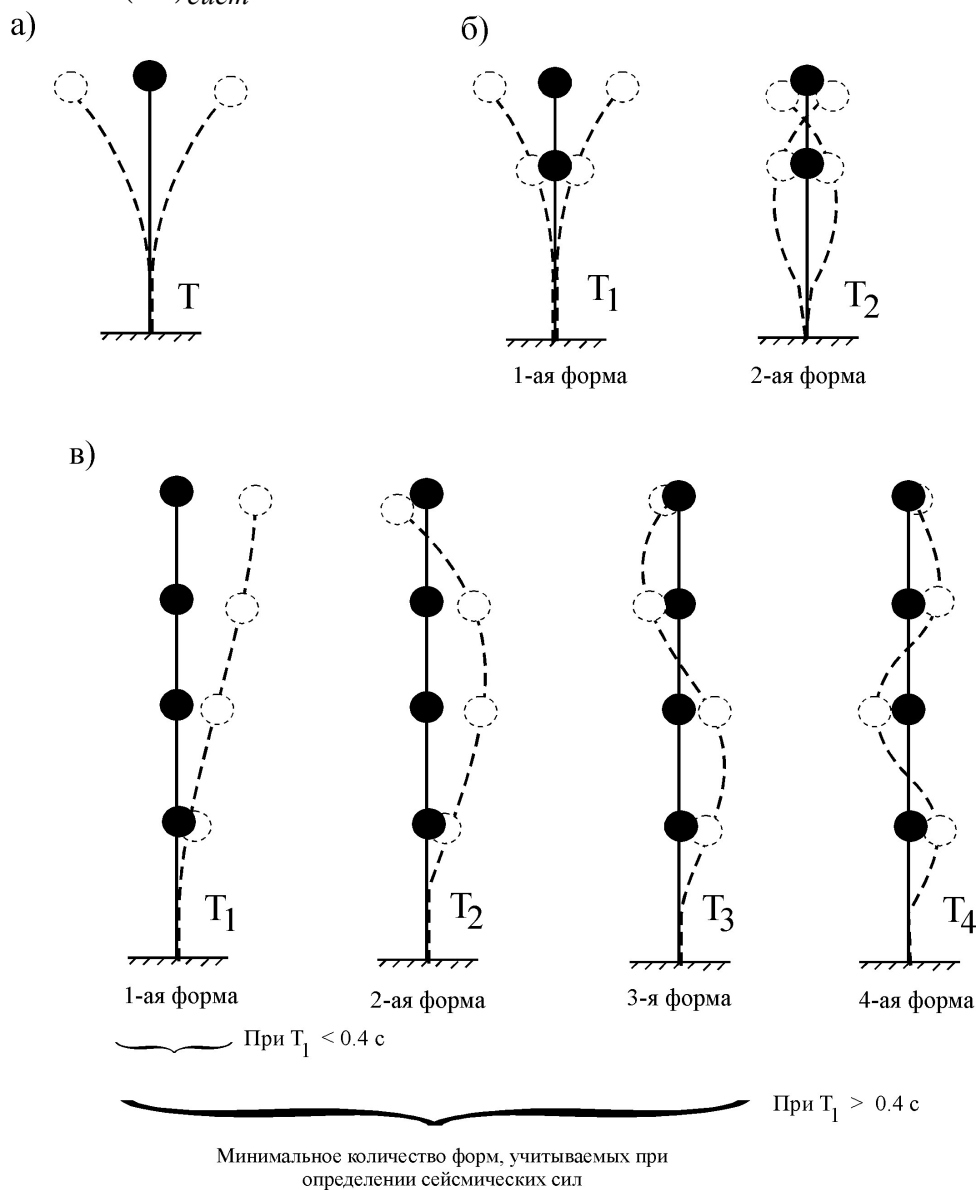 сист
а)
б)
T
T1
T2
1-ая форма
2-ая форма
в)
T1
T2
T3
T4
1-ая форма
2-ая форма
3-я форма
4-ая форма
При T1 < 0.4 с
При T1 > 0.4 с
Минимальное количество форм, учитываемых при
определении сейсмических сил